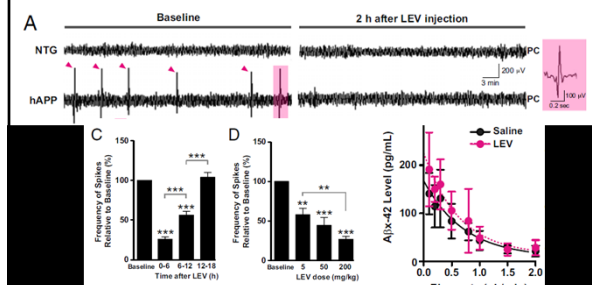 A
Baseline
2 h after LEV injection
NTG
PC
200 μV
3 min
hAPP
PC
100 μV
0.2 sec
C
Frequency of Spikes
Relative to Baseline (%)
150
100
50
0
***
***
***
***
Baseline 0-6 6-12 12-18
Time after LEV (h)
D
Frequency of Spikes
Relative to Baseline (%)
150
100
50
0
**
**
***
***
Baseline 5 50 200
LEV dose (mg/kg)
Aβx-42 Level (pg/mL)
200
100
0
Saline
LEV
0.0 0.5 1.0 1.5 2.0